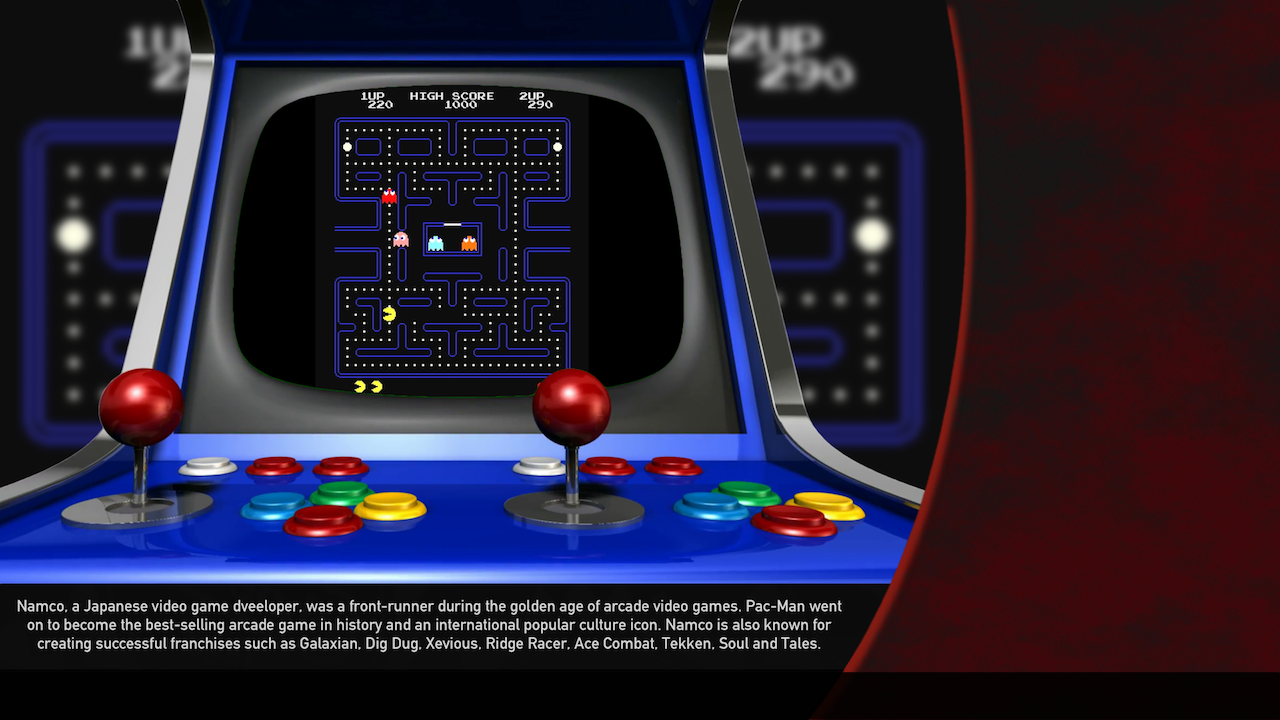 1UP HIGH SCORE 2UP
220 1000 290
2UP
290
Namco, a Japanese video game dveeloper, was a front-runner during the golden age of arcade video games. Pac-Man went
on to become the best-selling arcade game in history and an international popular culture icon. Namco is also known for
creating successful franchises such as Galaxian, Dig Dug, Xevious, Ridge Racer, Ace Combat, Tekken, Soul and Tales.